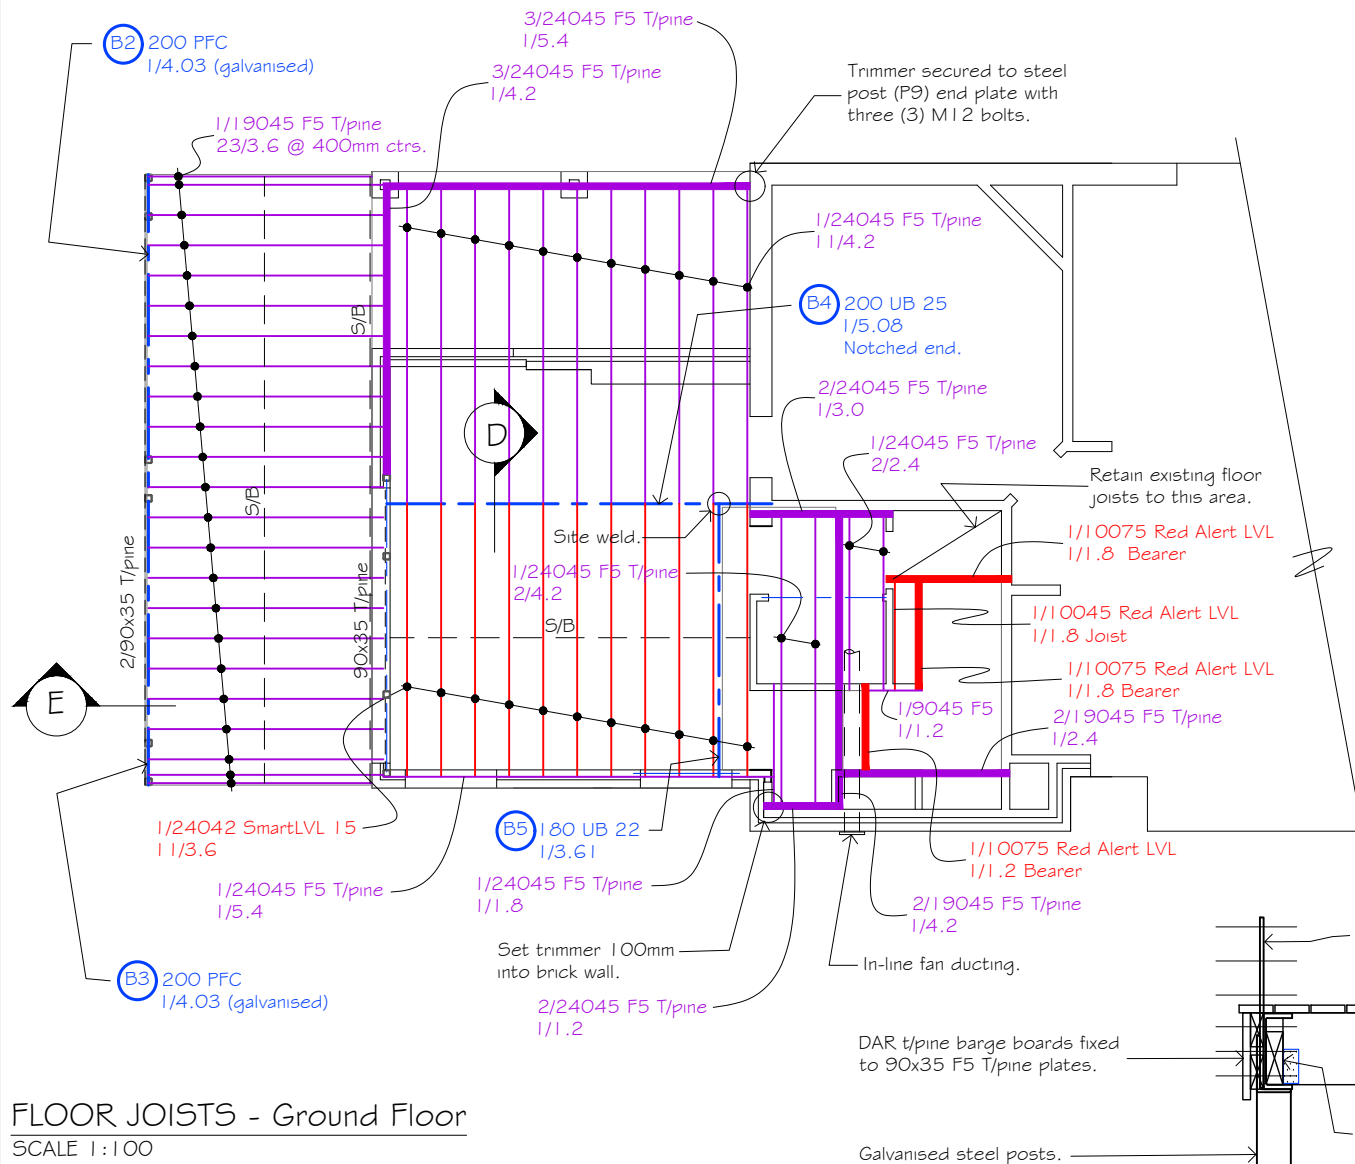 3/24045 F5 T/pine
1/5.4
B2 200 PFC
1/4.03 (galvanised)
3/24045 F5 T/pine
1/4.2
Trimmer secured to steel
post (P9) end plate with
three (3) M12 bolts.
1/19045 F5 T/pine
23/3.6 @ 400mm ctrs.
1/24045 F5 T/pine
11/4.2
B4 200 UB 25
1/5.08
Notched end.
S/B
2/24045 F5 T/pine
1/3.0
D
1/24045 F5 T/pine
2/2.4
Retain existing floor
joists to this area.
S/B
Site weld.
1/10075 Red Alert LVL
1/1.8 Bearer
2/90x35 T/pine
90x35 T/pine
1/24045 F5 T/pine
2/4.2
S/B
1/10045 Red Alert LVL
1/1.8 Joist
1/10075 Red Alert LVL
1/1.8 Bearer
E
1/9045 F5
1/1.2
2/19045 F5 T/pine
1/2.4
1/24042 SmartLVL 15
11/3.6
B5 180 UB 22
1/3.61
1/10075 Red Alert LVL
1/1.2 Bearer
1/24045 F5 T/pine
1/5.4
1/24045 F5 T/pine
1/1.8
2/19045 F5 T/pine
1/4.2
Set trimmer 100mm
into brick wall.
In-line fan ducting.
B3 200 PFC
1/4.03 (galvanised)
2/24045 F5 T/pine
1/1.2
DAR t/pine barge boards fixed
to 90x35 F5 T/pine plates.
FLOOR JOISTS - Ground Floor
SCALE 1:100
Galvanised steel posts.